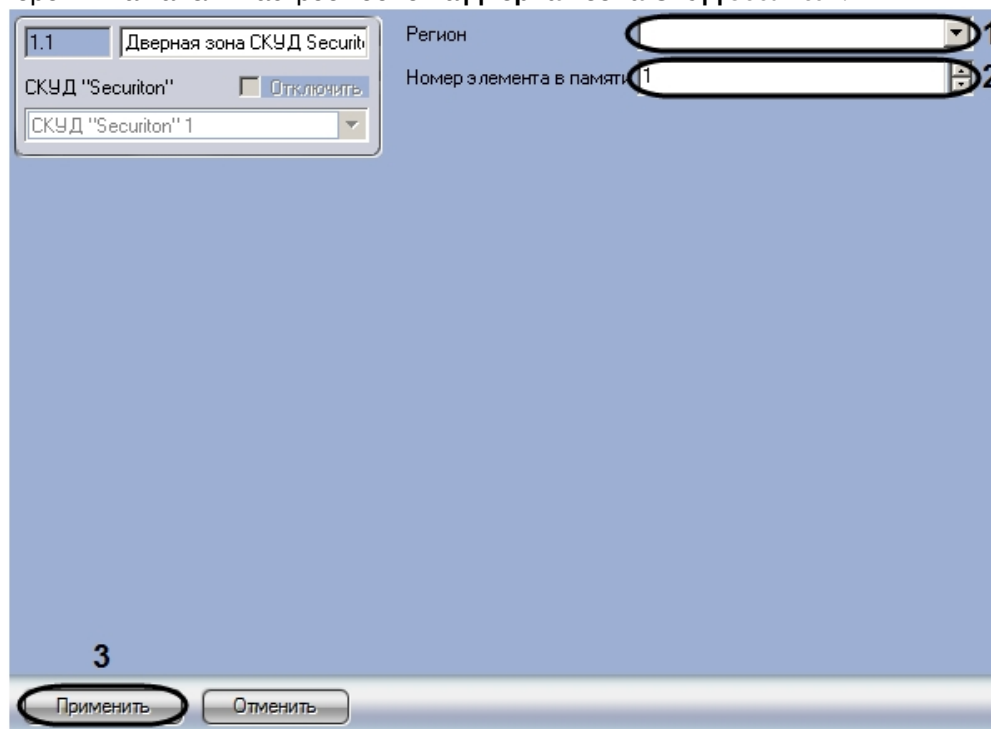 1.1 Дверная зона СКУД Securit
Регион 1
СКУД "Securiton" Отключить
Номер элемента в памяти 1 2
СКУД "Securiton" 1
3
Применить Отменить